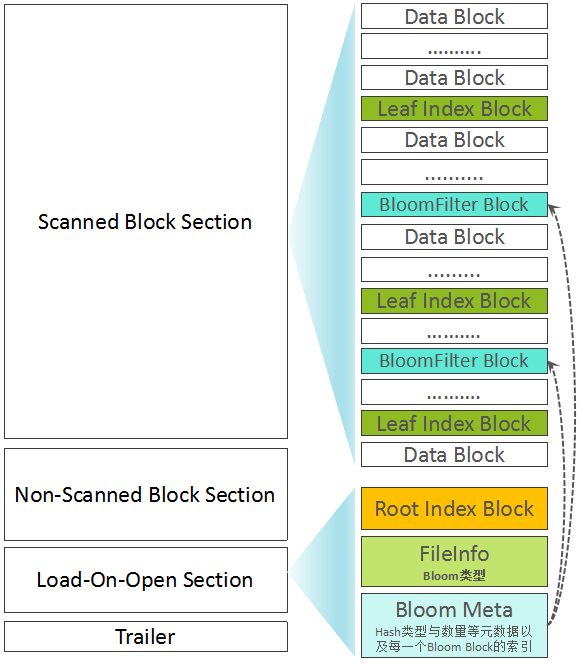 Scanned Block Section
Non-Scanned Block Section
Load-On-Open Section
Trailer
Data Block
..........
Data Block
Leaf Index Block
Data Block
..........
BloomFilter Block
Data Block
.........
Leaf Index Block
..........
BloomFilter Block
..........
Leaf Index Block
Data Block
Root Index Block
FileInfo
Bloom类型
Bloom Meta
Hash类型与数量等元数据以
及每一个Bloom Block的索引